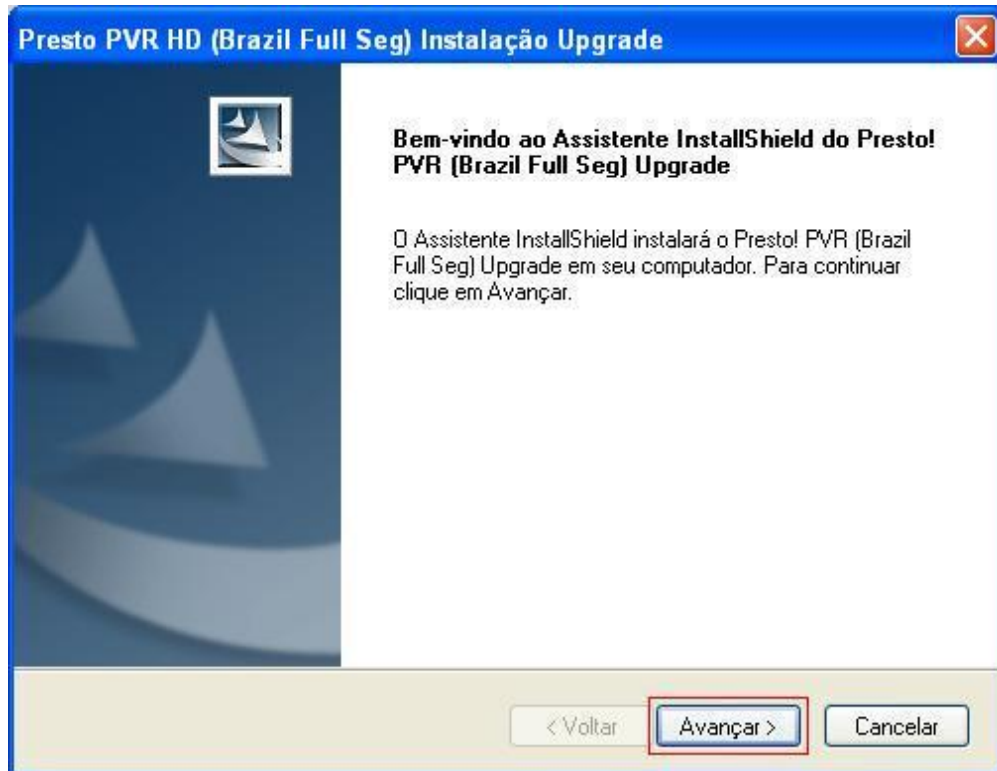 Presto PVR HD (Brazil Full Seg) Instalação Upgrade
Bem-vindo ao Assistente InstallShield do Presto!
PVR (Brazil Full Seg) Upgrade
O Assistente InstallShield instalará o Presto! PVR (Brazil
Full Seg) Upgrade em seu computador. Para continuar
clique em Avançar.
< Voltar
Avançar >
Cancelar